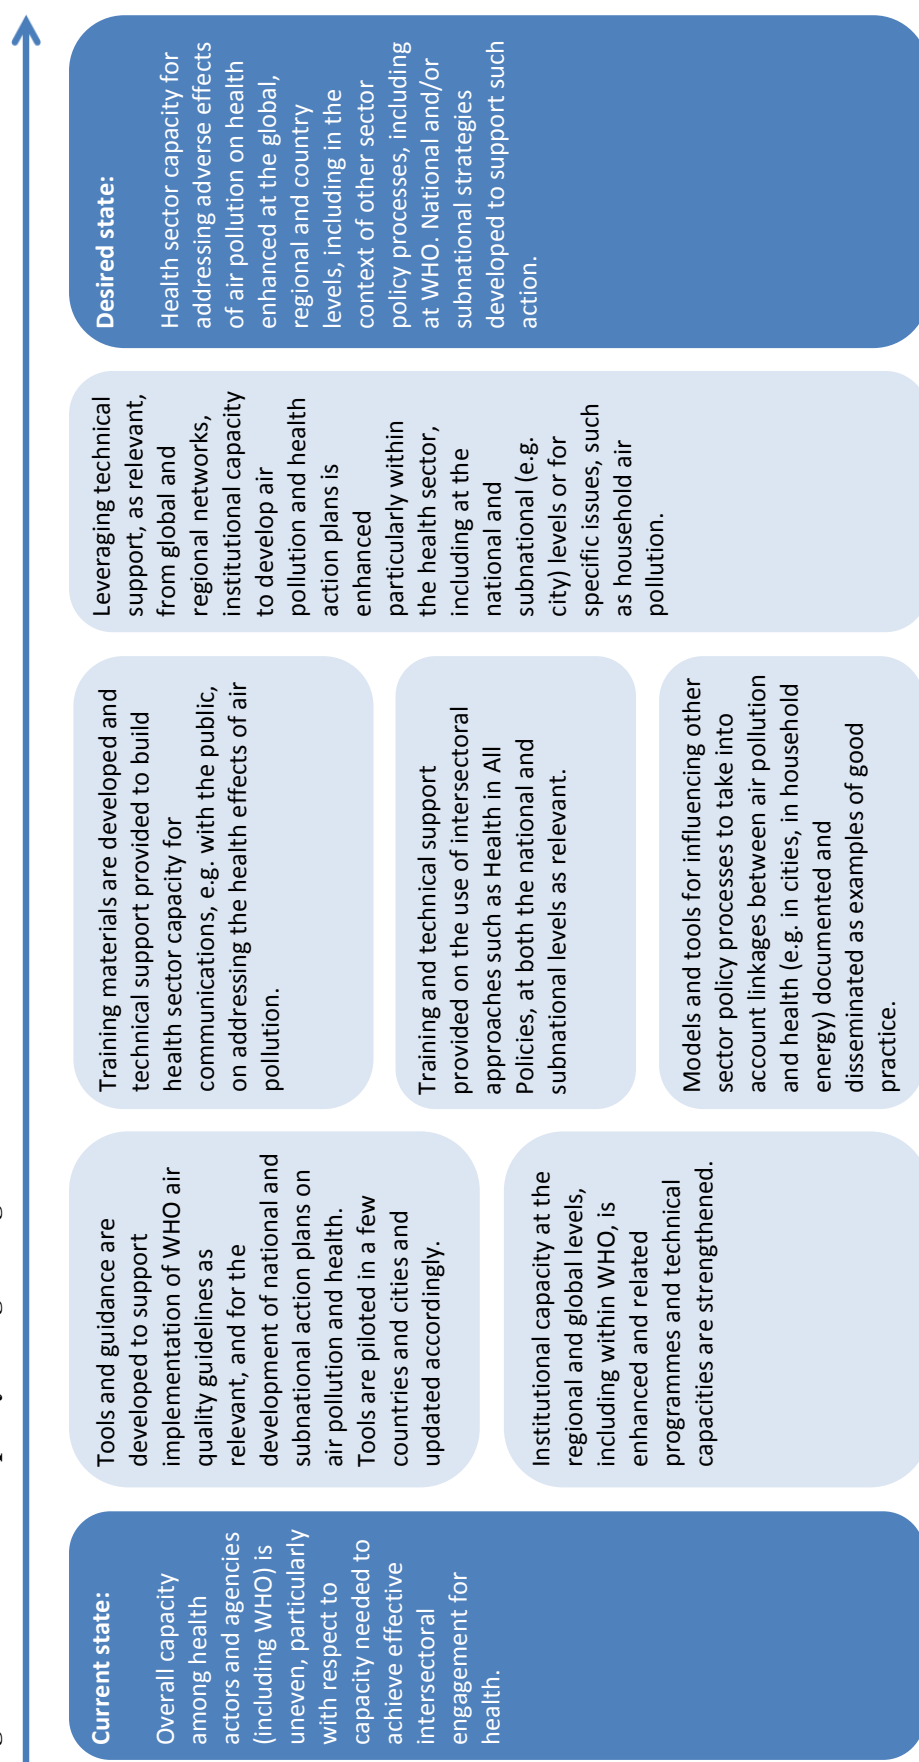 Current state:
Overall capacity
among health
actors and agencies
(including WHO) is
uneven, particularly
with respect to
capacity needed to
achieve effective
intersectoral
engagement for
health.
Tools and guidance are
developed to support
implementation of WHO air
quality guidelines as
relevant, and for the
development of national and
subnational action plans on
air pollution and health.
Tools are piloted in a few
countries and cities and
updated accordingly.
Institutional capacity at the
regional and global levels,
including within WHO, is
enhanced and related
programmes and technical
capacities are strengthened.
Training materials are developed and
technical support provided to build
health sector capacity for
communications, e.g. with the public,
on addressing the health effects of air
pollution.
Training and technical support
provided on the use of intersectoral
approaches such as Health in All
Policies, at both the national and
subnational levels as relevant.
Models and tools for influencing other
sector policy processes to take into
account linkages between air pollution
and health (e.g. in cities, in household
energy) documented and
disseminated as examples of good
practice.
Leveraging technical
support, as relevant,
from global and
regional networks,
institutional capacity
to develop air
pollution and health
action plans is
enhanced
particularly within
the health sector,
including at the
national and
subnational (e.g.
city) levels or for
specific issues, such
as household air
pollution.
Desired state:
Health sector capacity for
addressing adverse effects
of air pollution on health
enhanced at the global,
regional and country
levels, including in the
context of other sector
policy processes, including
at WHO. National and/or
subnational strategies
developed to support such
action.